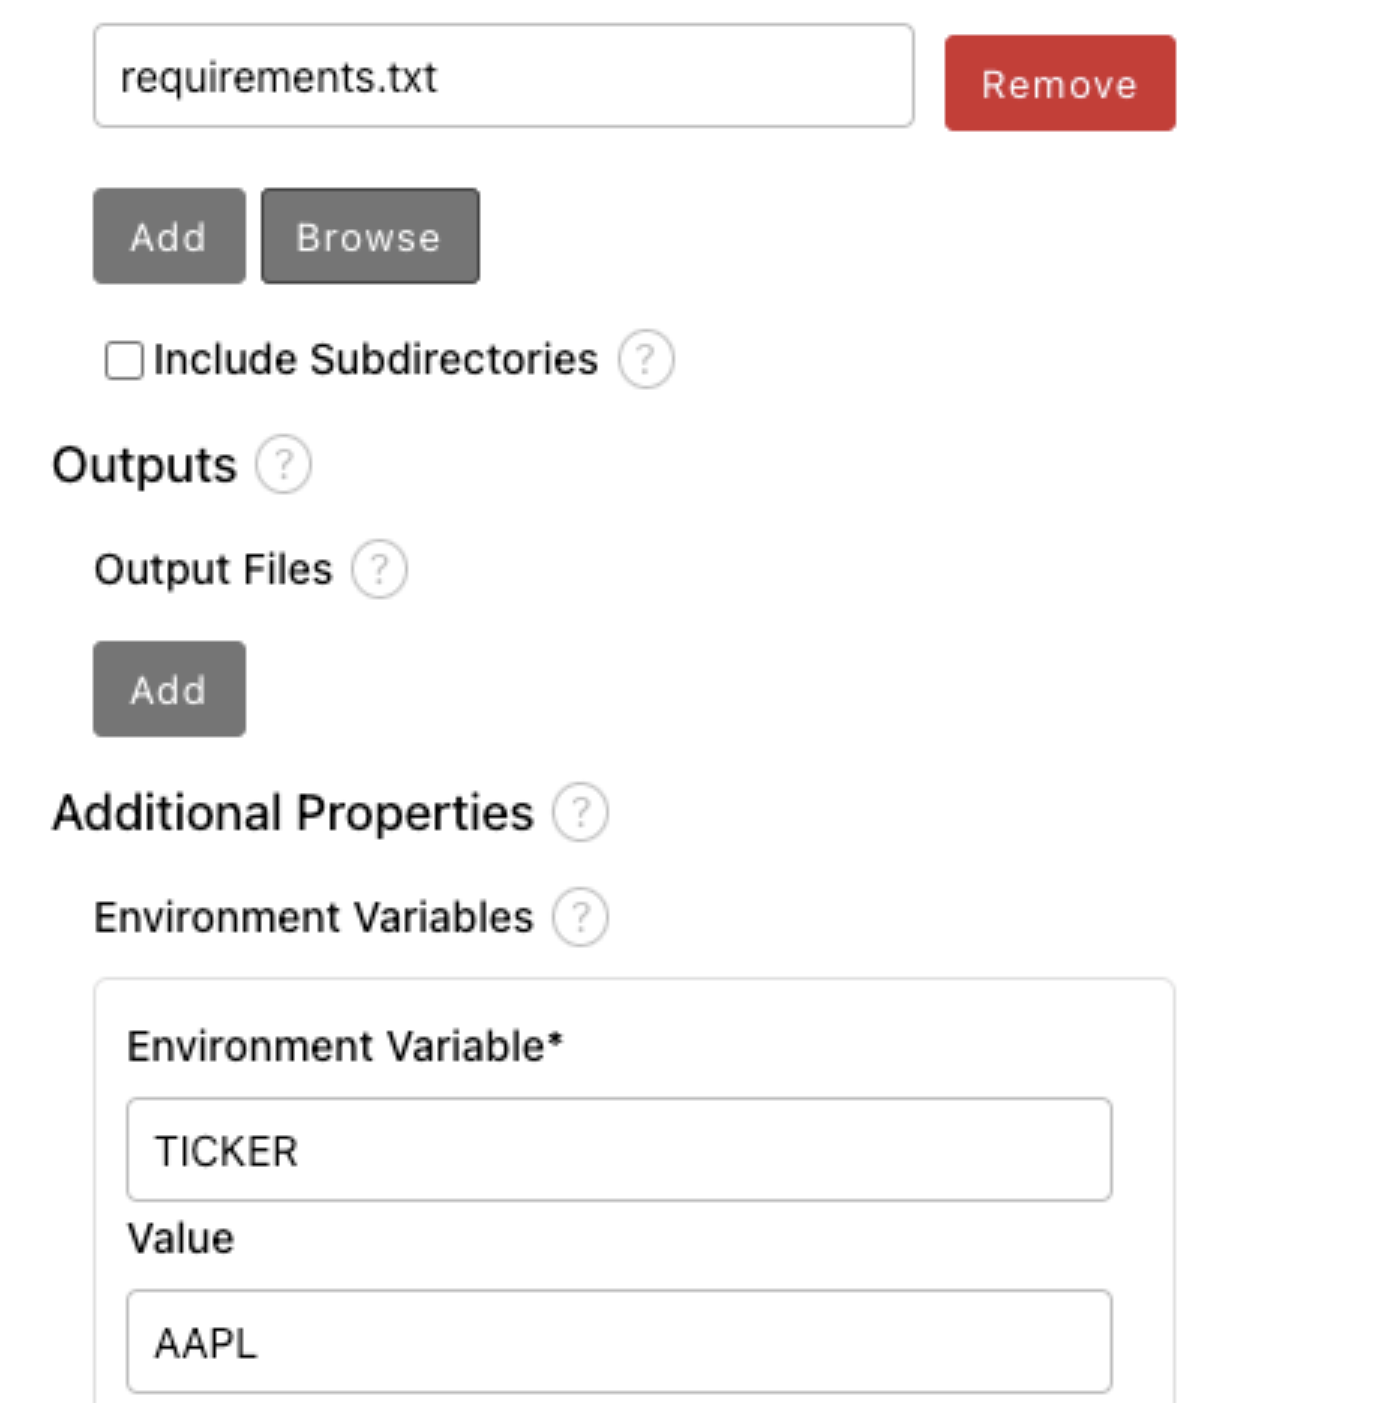 requirements.txt Remove
Add Browse
Include Subdirectories ?
Outputs ?
Output Files ?
Add
Additional Properties ?
Environment Variables ?
Environment Variable*
TICKER
Value
AAPL